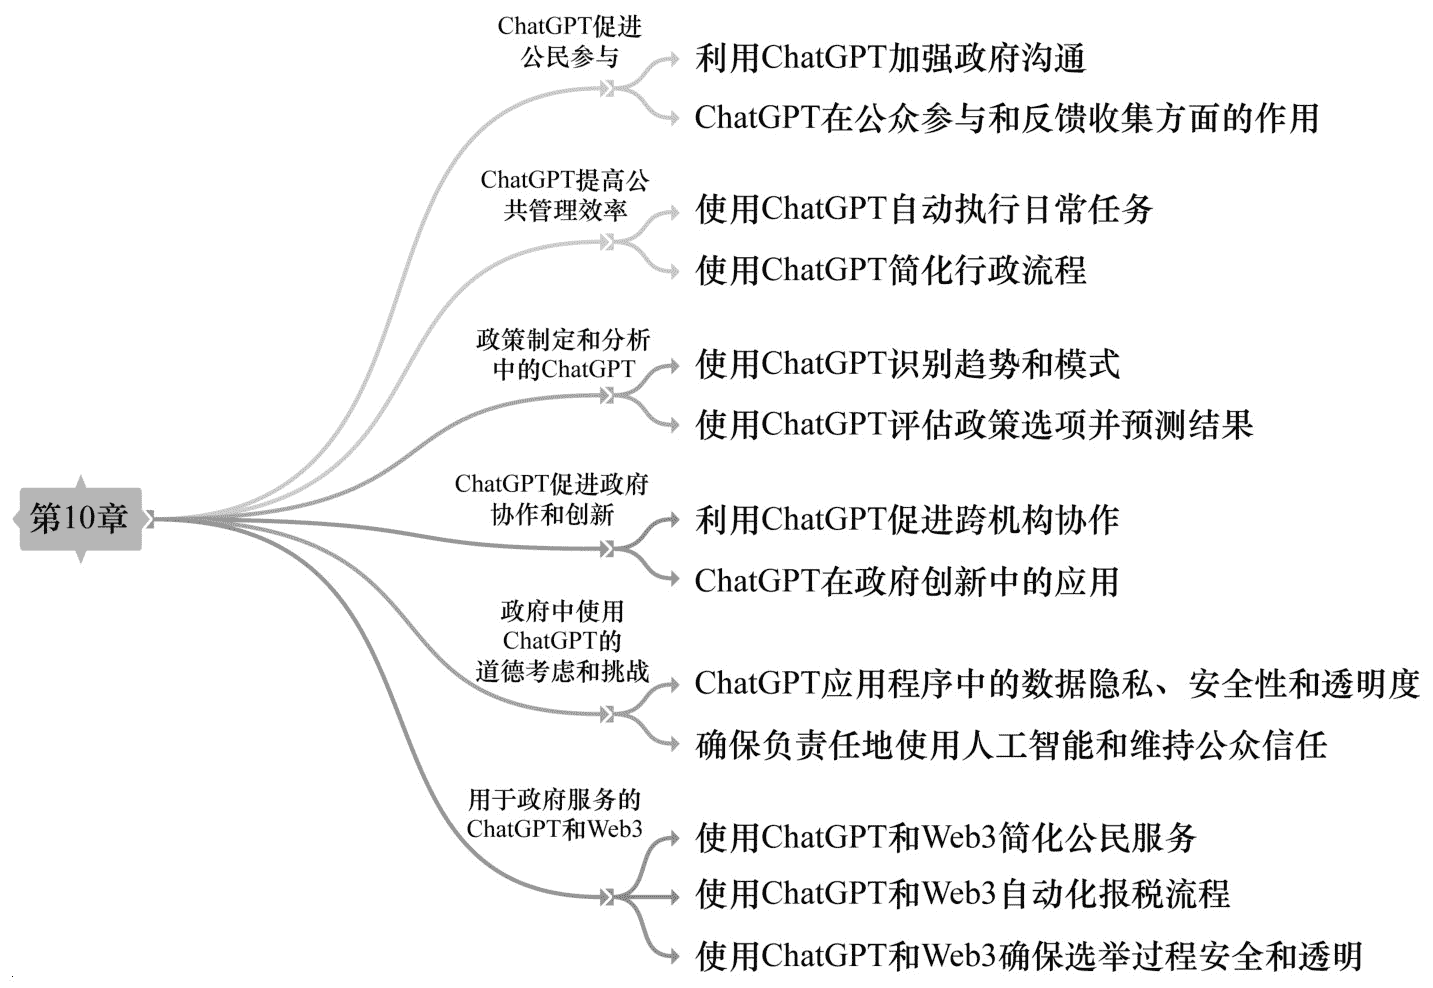 第10章
ChatGPT促进
公民参与
利用ChatGPT加强政府沟通
ChatGPT在公众参与和反馈收集方面的作用
ChatGPT提高公
共管理效率
使用ChatGPT自动执行日常任务
使用ChatGPT简化行政流程
政策制定和分析
中的ChatGPT
使用ChatGPT识别趋势和模式
使用ChatGPT评估政策选项并预测结果
ChatGPT促进政府
协作和创新
利用ChatGPT促进跨机构协作
ChatGPT在政府创新中的应用
政府中使用
ChatGPT的
道德考虑和挑战
ChatGPT应用程序中的数据隐私、安全性和透明度
确保负责任地使用人工智能和维持公众信任
用于政府服务的
ChatGPT和Web3
使用ChatGPT和Web3简化公民服务
使用ChatGPT和Web3自动化报税流程
使用ChatGPT和Web3确保选举过程安全和透明